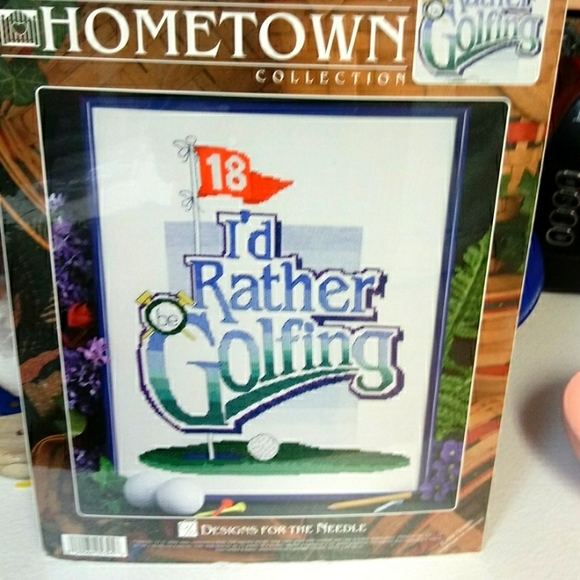 HOMETOWN
COLLECTION
Rather
Golfing
18
I'd
Rather
be
Golfing
DESIGNS FOR THE NEEDLE